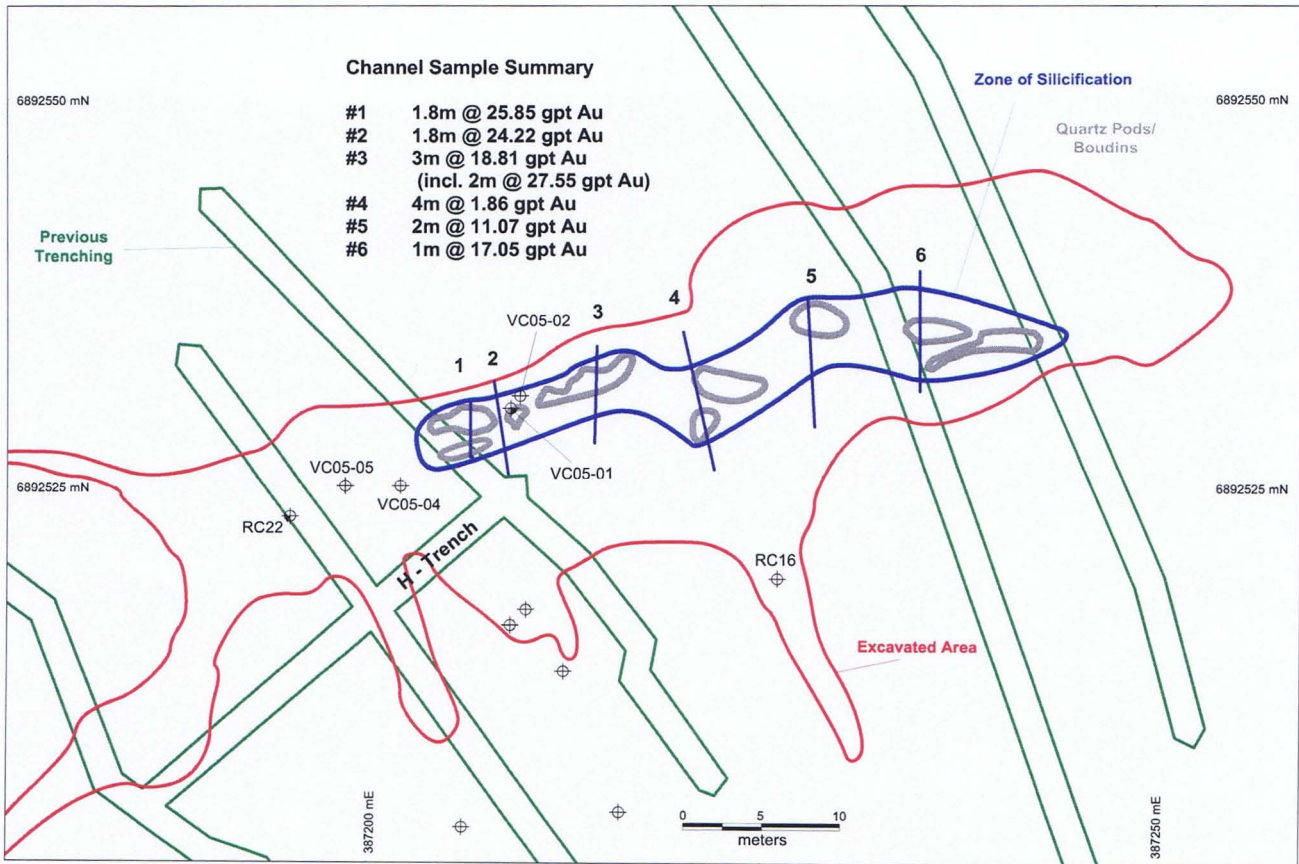 Channel Sample Summary
#1 1.8m @ 25.85 gpt Au
#2 1.8m @ 24.22 gpt Au
#3 3m @ 18.81 gpt Au
(incl. 2m @ 27.55 gpt Au)
#4 4m @ 1.86 gpt Au
#5 2m @ 11.07 gpt Au
#6 1m @ 17.05 gpt Au
6892550 mN
6892550 mN
Zone of Silicification
Quartz Pods/
Boudins
Previous
Trenching
1
2
3
4
5
6
VC05-02
VC05-01
VC05-05
VC05-04
RC22
6892525 mN
6892525 mN
H - Trench
RC16
Excavated Area
387200 mE
387250 mE
0 5 10
meters